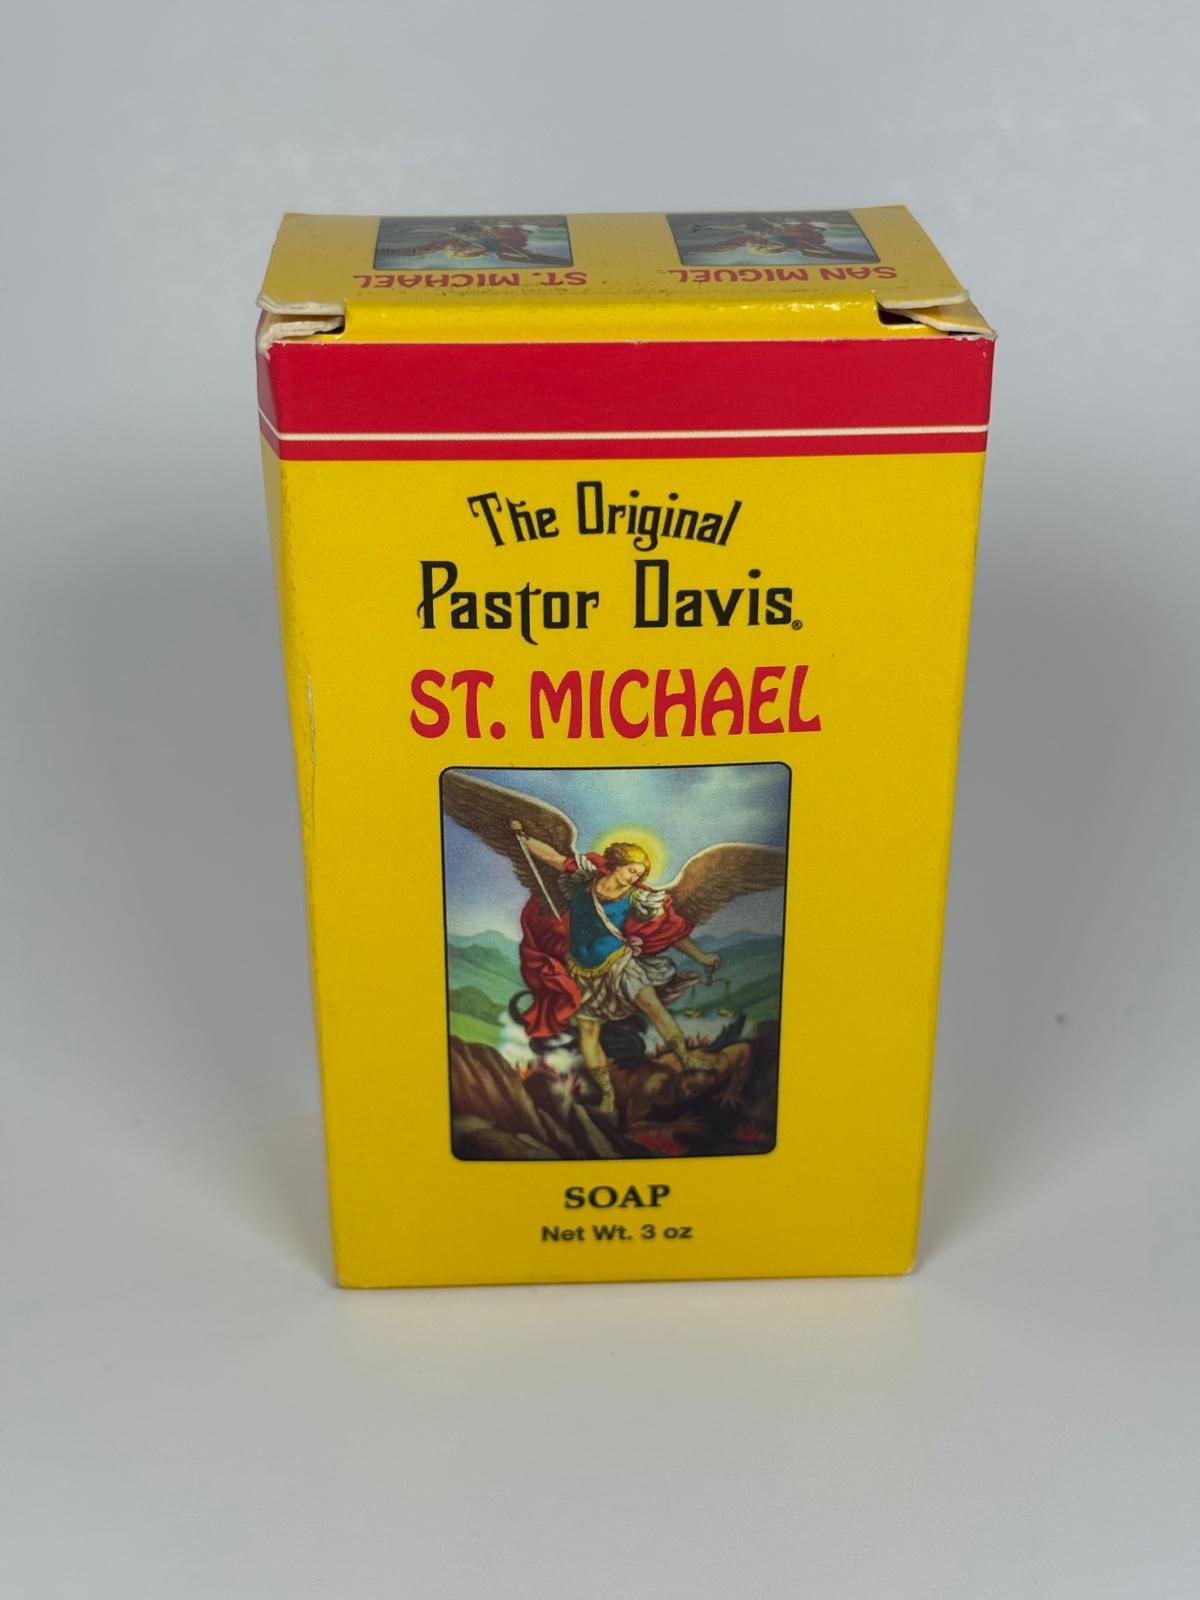 ST. MICHAEL
SAN MIGUEL
The Original
Pastor Davis®
ST. MICHAEL
SOAP
Net Wt. 3 oz